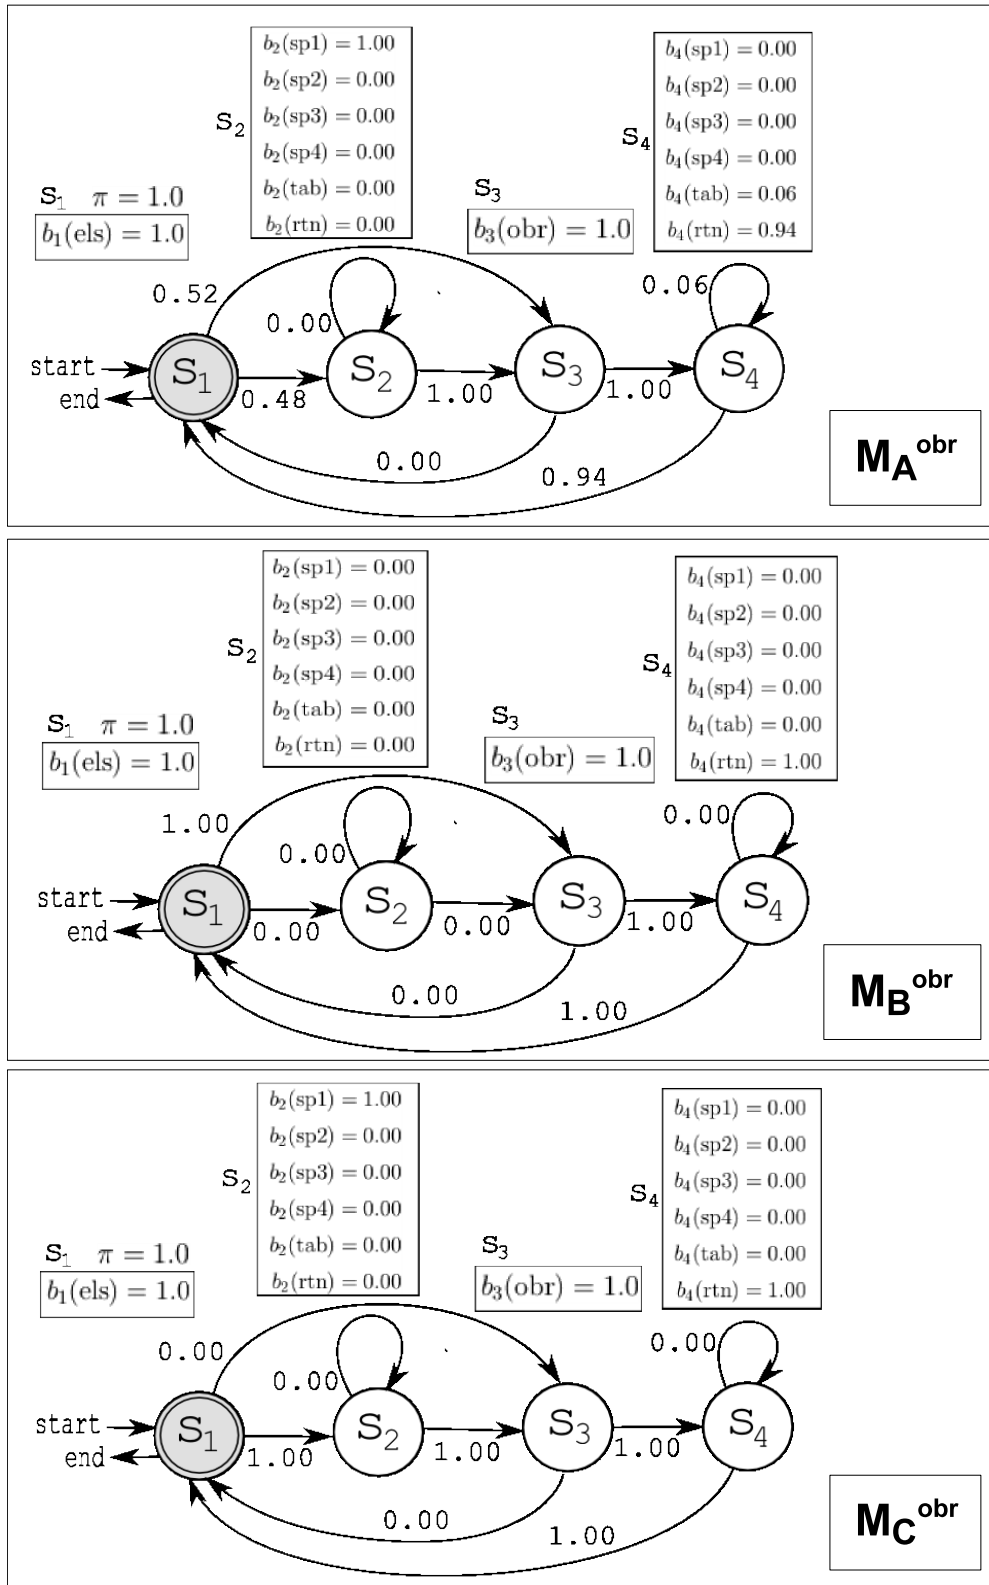 b₂(sp1) = 1.00
b₂(sp2) = 0.00
b₂(sp3) = 0.00
b₂(sp4) = 0.00
b₂(tab) = 0.00
b₂(rtn) = 0.00
S₂
b₄(sp1) = 0.00
b₄(sp2) = 0.00
b₄(sp3) = 0.00
b₄(sp4) = 0.00
b₄(tab) = 0.06
b₄(rtn) = 0.94
S₄
S₁ π = 1.0
b₁(els) = 1.0
S₃
b₃(obr) = 1.0
0.52
0.00
0.06
start
end
S₁
S₂
S₃
S₄
0.48
1.00
1.00
0.00
0.94
M_A^obr
b₂(sp1) = 0.00
b₂(sp2) = 0.00
b₂(sp3) = 0.00
b₂(sp4) = 0.00
b₂(tab) = 0.00
b₂(rtn) = 0.00
S₂
b₄(sp1) = 0.00
b₄(sp2) = 0.00
b₄(sp3) = 0.00
b₄(sp4) = 0.00
b₄(tab) = 0.00
b₄(rtn) = 1.00
S₄
S₁ π = 1.0
b₁(els) = 1.0
S₃
b₃(obr) = 1.0
1.00
0.00
0.00
start
end
S₁
S₂
S₃
S₄
0.00
0.00
1.00
0.00
1.00
M_B^obr
b₂(sp1) = 1.00
b₂(sp2) = 0.00
b₂(sp3) = 0.00
b₂(sp4) = 0.00
b₂(tab) = 0.00
b₂(rtn) = 0.00
S₂
b₄(sp1) = 0.00
b₄(sp2) = 0.00
b₄(sp3) = 0.00
b₄(sp4) = 0.00
b₄(tab) = 0.00
b₄(rtn) = 1.00
S₄
S₁ π = 1.0
b₁(els) = 1.0
S₃
b₃(obr) = 1.0
0.00
0.00
0.00
start
end
S₁
S₂
S₃
S₄
1.00
1.00
1.00
0.00
1.00
M_C^obr